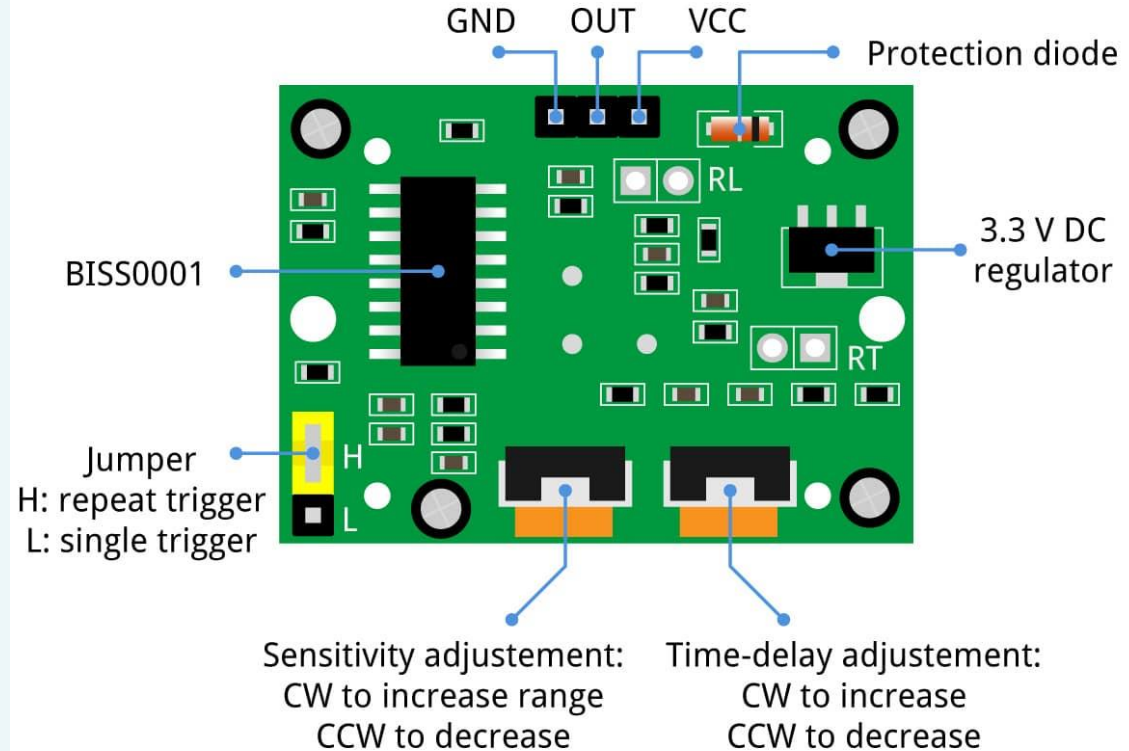 GND OUT VCC
Protection diode
RL
3.3 V DC
regulator
BISS0001
RT
Jumper
H: repeat trigger
L: single trigger
H
L
Sensitivity adjustement:
CW to increase range
CCW to decrease
Time-delay adjustement:
CW to increase
CCW to decrease